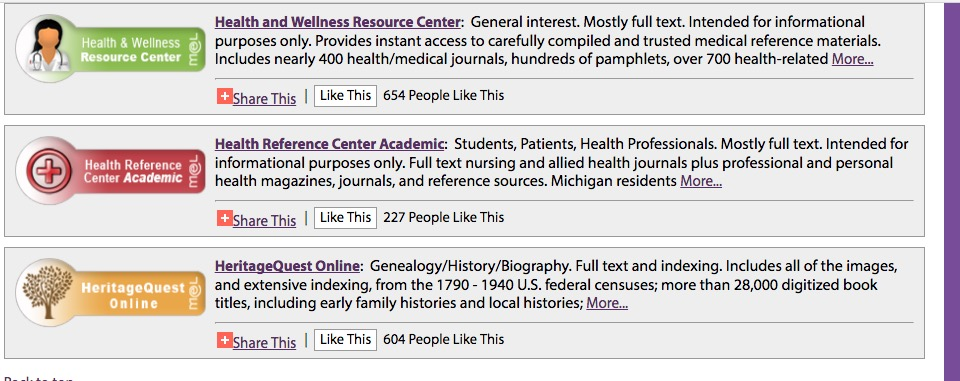 Health & Wellness
Resource Center
mel
Health and Wellness Resource Center: General interest. Mostly full text. Intended for informational
purposes only. Provides instant access to carefully compiled and trusted medical reference materials.
Includes nearly 400 health/medical journals, hundreds of pamphlets, over 700 health-related More...
Share This | Like This 654 People Like This
Health Reference
Center Academic
mel
Health Reference Center Academic: Students, Patients, Health Professionals. Mostly full text. Intended for
informational purposes only. Full text nursing and allied health journals plus professional and personal
health magazines, journals, and reference sources. Michigan residents More...
Share This | Like This 227 People Like This
HeritageQuest
Online
mel
HeritageQuest Online: Genealogy/History/Biography. Full text and indexing. Includes all of the images,
and extensive indexing, from the 1790 - 1940 U.S. federal censuses; more than 28,000 digitized book
titles, including early family histories and local histories; More...
Share This | Like This 604 People Like This
Back to top